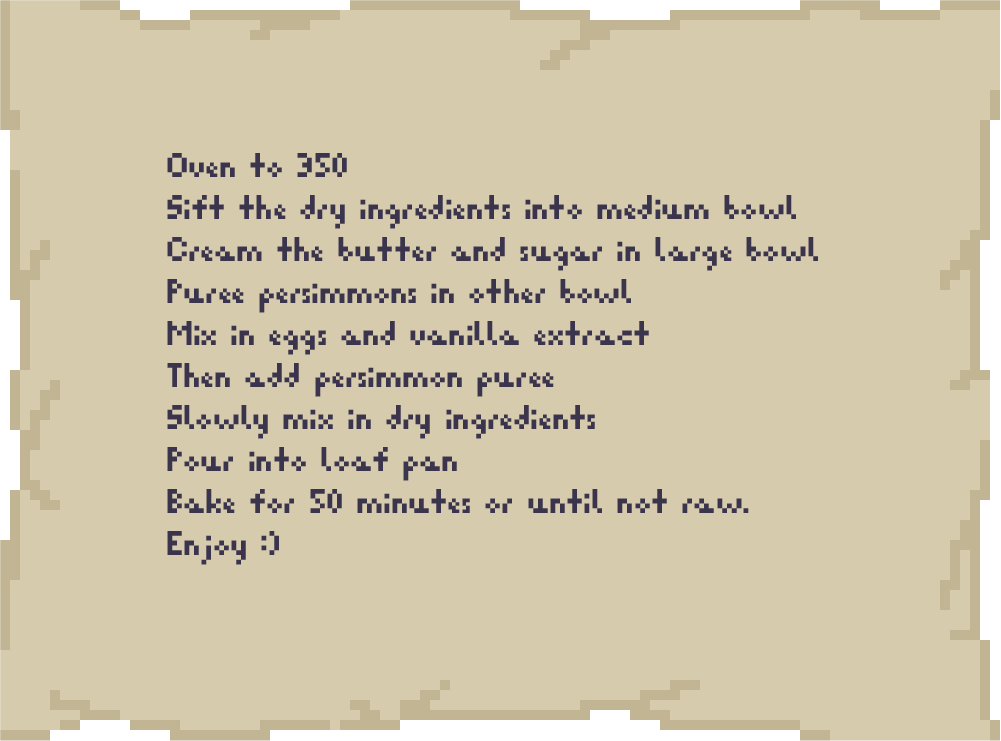 Oven to 350
Sift the dry ingredients into medium bowl
Cream the butter and sugar in large bowl
Puree persimmons in other bowl
Mix in eggs and vanilla extract
Then add persimmon puree
Slowly mix in dry ingredients
Pour into loaf pan
Bake for 50 minutes or until not raw.
Enjoy :)